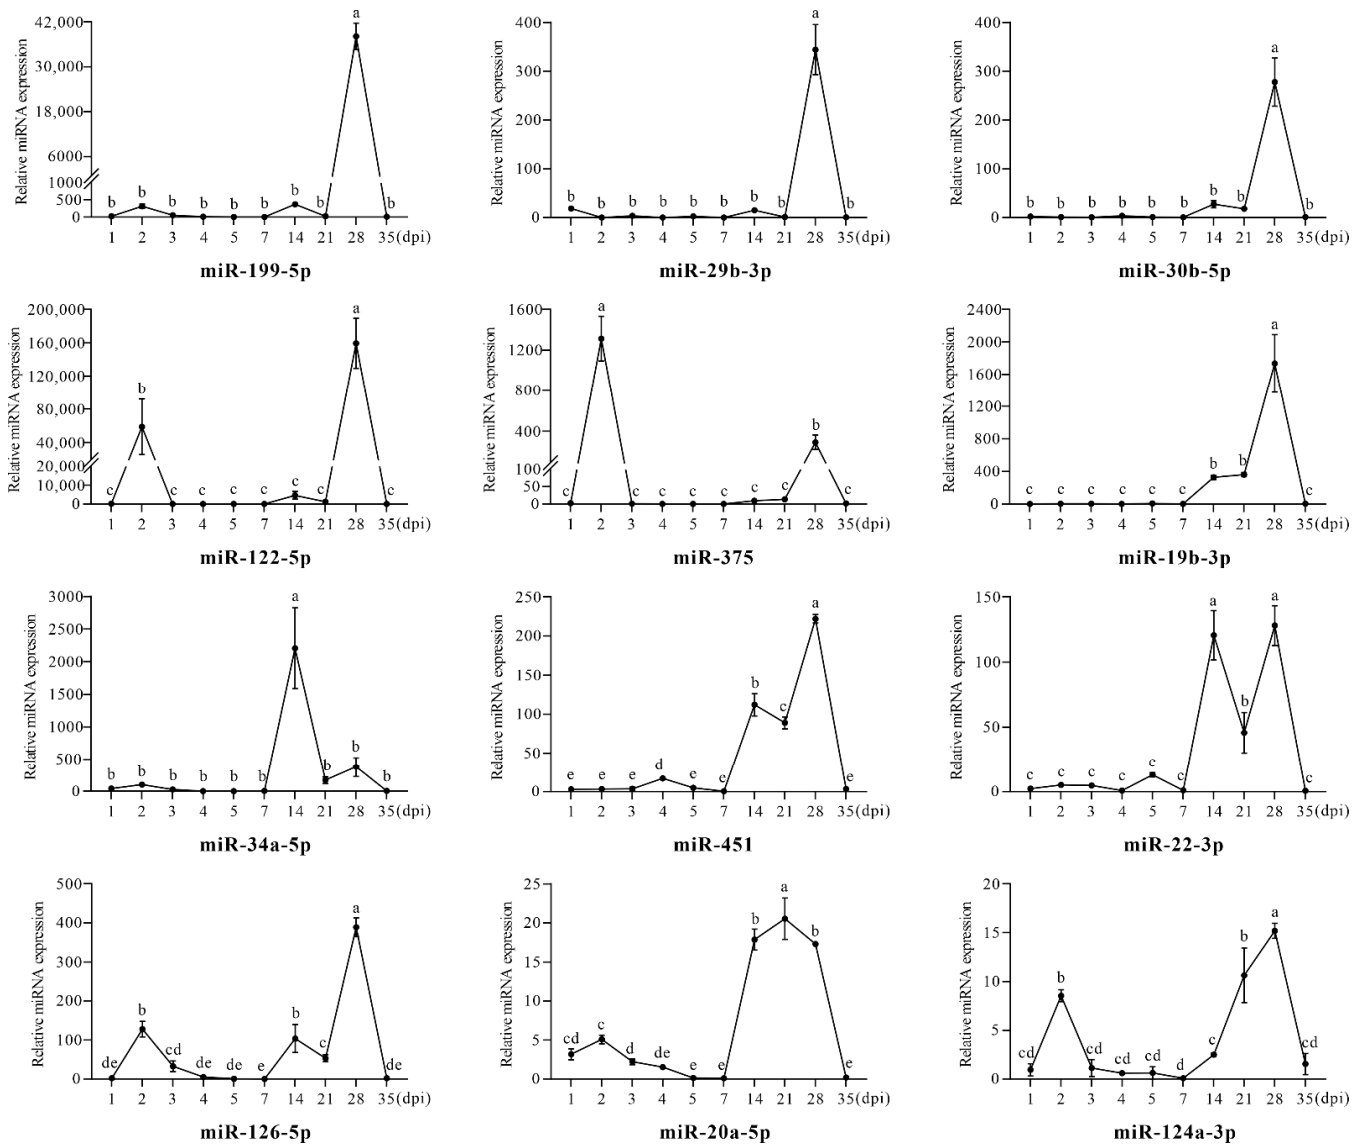 Relative miRNA expression
42,000
30,000
18,000
6000
1000
500
0
b b b b b b b b a b
1 2 3 4 5 7 14 21 28 35(dpi)
miR-199-5p
Relative miRNA expression
400
300
200
100
0
b b b b b b b b a b
1 2 3 4 5 7 14 21 28 35(dpi)
miR-29b-3p
Relative miRNA expression
400
300
200
100
0
b b b b b b b b a b
1 2 3 4 5 7 14 21 28 35(dpi)
miR-30b-5p
Relative miRNA expression
200,000
160,000
120,000
80,000
40,000
20,000
10,000
0
c b c c c c c c a c
1 2 3 4 5 7 14 21 28 35(dpi)
miR-122-5p
Relative miRNA expression
1600
1200
800
400
100
50
0
c a c c c c c c b c
1 2 3 4 5 7 14 21 28 35(dpi)
miR-375
Relative miRNA expression
2400
2000
1600
1200
800
400
0
c c c c c c b b a c
1 2 3 4 5 7 14 21 28 35(dpi)
miR-19b-3p
Relative miRNA expression
3000
2500
2000
1500
1000
500
0
b b b b b b a b b b
1 2 3 4 5 7 14 21 28 35(dpi)
miR-34a-5p
Relative miRNA expression
250
200
150
100
50
0
e e e d e e b c a e
1 2 3 4 5 7 14 21 28 35(dpi)
miR-451
Relative miRNA expression
150
100
50
0
c c c c c c a b a c
1 2 3 4 5 7 14 21 28 35(dpi)
miR-22-3p
Relative miRNA expression
500
400
300
200
100
0
de b cd de de e b c a de
1 2 3 4 5 7 14 21 28 35(dpi)
miR-126-5p
Relative miRNA expression
25
20
15
10
5
0
cd c d de e e b a b e
1 2 3 4 5 7 14 21 28 35(dpi)
miR-20a-5p
Relative miRNA expression
20
15
10
5
0
cd b cd cd cd d c b a cd
1 2 3 4 5 7 14 21 28 35(dpi)
miR-124a-3p